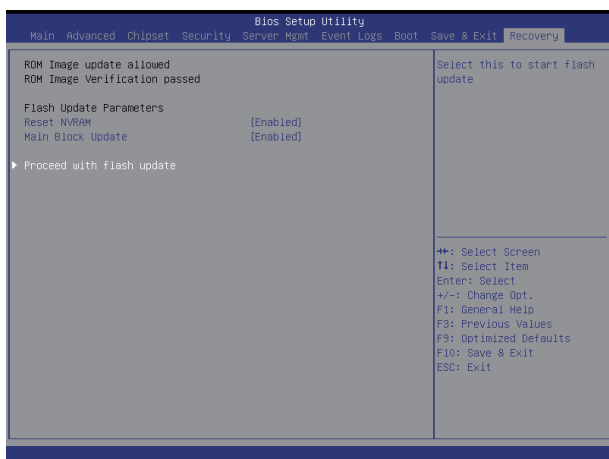 Bios Setup Utility
Main Advanced Chipset Security Server Mgmt Event Logs Boot Save & Exit Recovery
ROM Image update allowed
ROM Image Verification passed
Flash Update Parameters
Reset NVRAM [Enabled]
Main Block Update [Enabled]
Proceed with flash update
Select this to start flash
update
→←: Select Screen
↑↓: Select Item
Enter: Select
+/-: Change Opt.
F1: General Help
F3: Previous Values
F9: Optimized Defaults
F10: Save & Exit
ESC: Exit